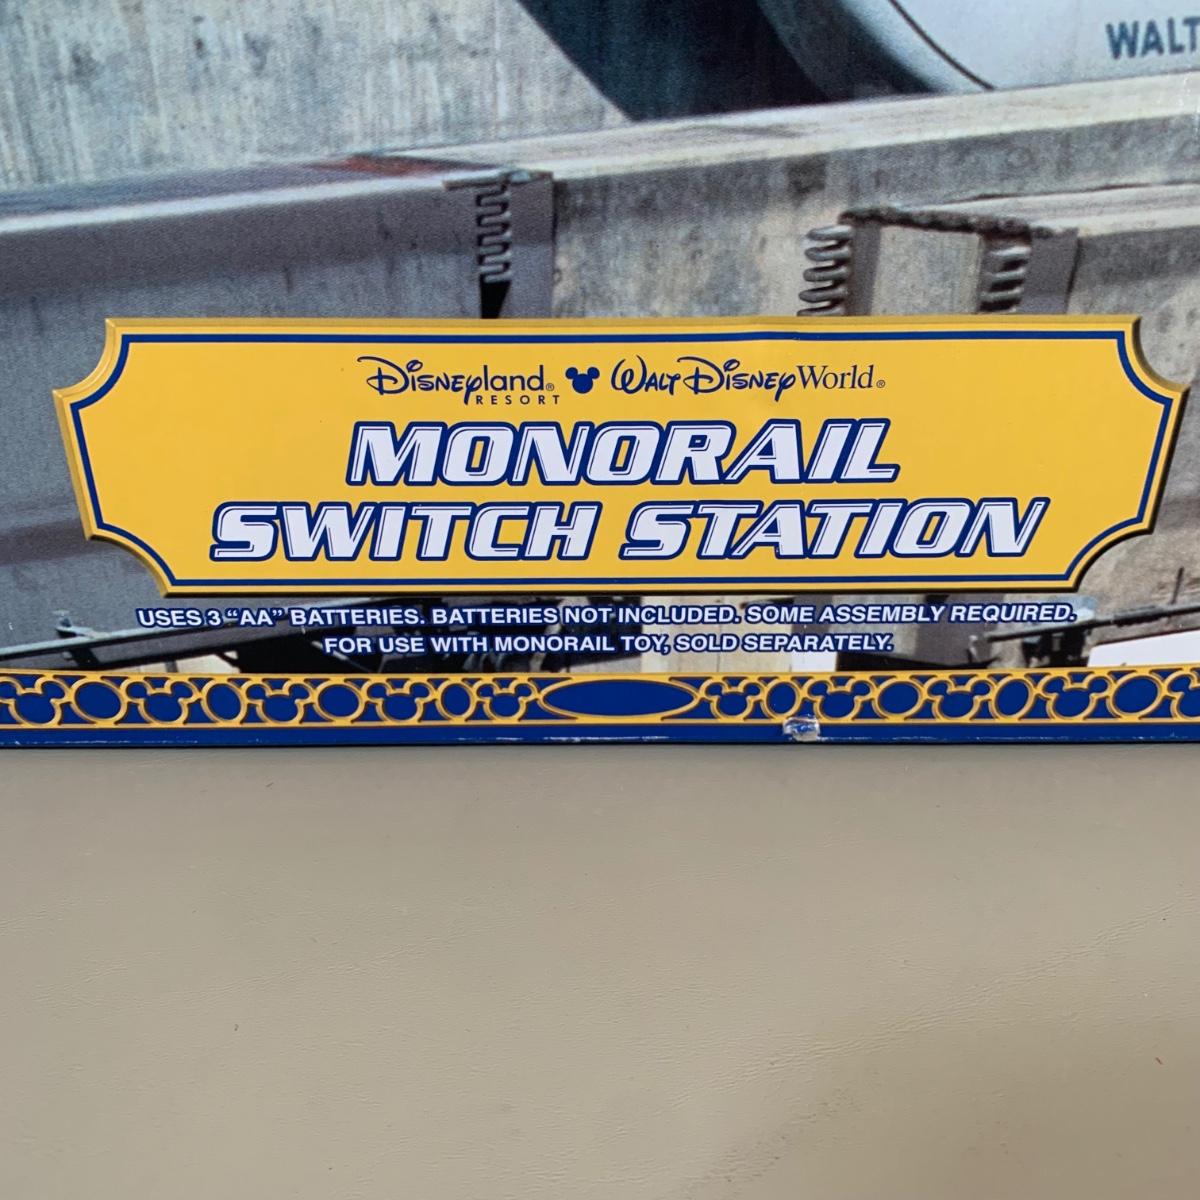 WALT
Disneyland® Walt Disney World®
RESORT
MONORAIL
SWITCH STATION
USES 3 “AA” BATTERIES. BATTERIES NOT INCLUDED. SOME ASSEMBLY REQUIRED.
FOR USE WITH MONORAIL TOY, SOLD SEPARATELY.